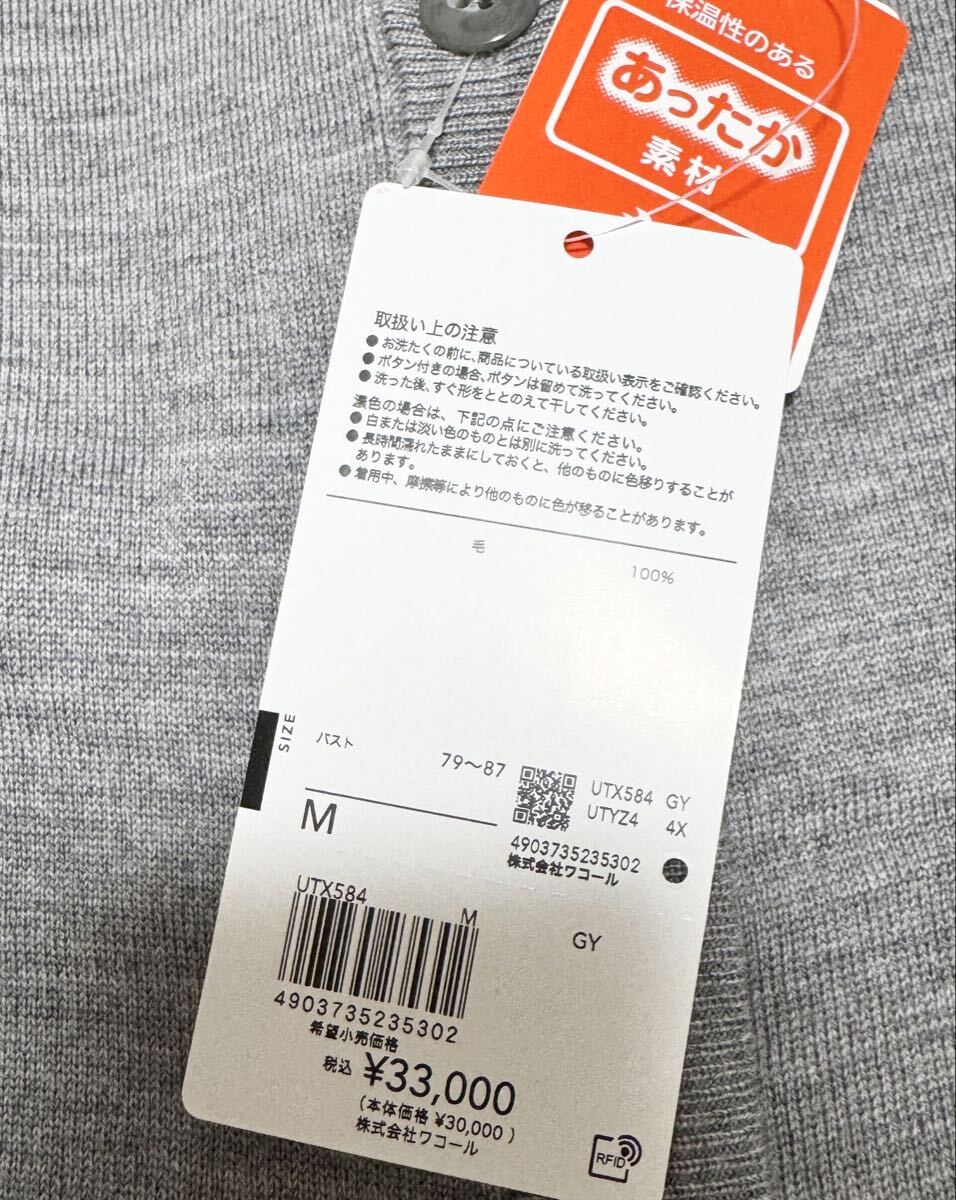 保温性のある
あったか
素材
取扱い上の注意
●お洗たくの前に、商品についている取扱い表示をご確認ください。
●ボタン付きの場合、ボタンは留めて洗ってください。
●洗った後、すぐ形をととのえて干してください。
濃色の場合は、下記の点にご注意ください。
●白または淡い色のものとは別に洗ってください。
●長時間濡れたままにしておくと、他のものに色移りすることが
あります。
●着用中、摩擦等により他のものに色が移ることがあります。
毛 100%
SIZE
バスト 79〜87
M
UTX584 GY
UTYZ4 4X
4903735235302
株式会社ワコール
UTX584 M
GY
4903735235302
希望小売価格
税込 ¥33,000
(本体価格 ¥30,000)
株式会社ワコール
RFID